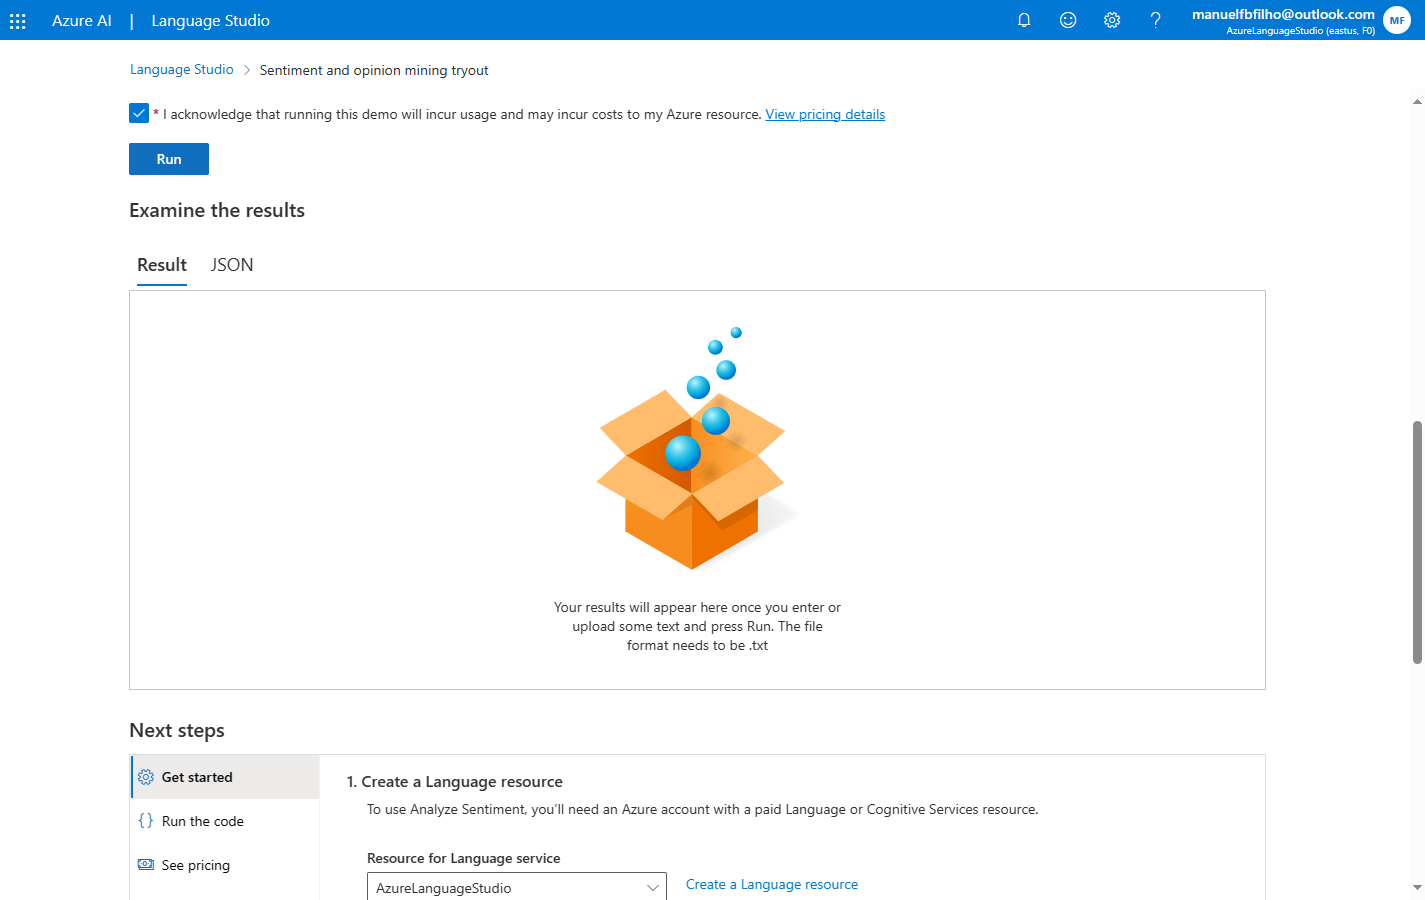 Azure AI | Language Studio
manuelfbfilho@outlook.com
AzureLanguageStudio (eastus, F0)
MF
Language Studio > Sentiment and opinion mining tryout
* I acknowledge that running this demo will incur usage and may incur costs to my Azure resource. View pricing details
Run
Examine the results
Result JSON
Your results will appear here once you enter or
upload some text and press Run. The file
format needs to be .txt
Next steps
Get started
Run the code
See pricing
1. Create a Language resource
To use Analyze Sentiment, you’ll need an Azure account with a paid Language or Cognitive Services resource.
Resource for Language service
AzureLanguageStudio
Create a Language resource